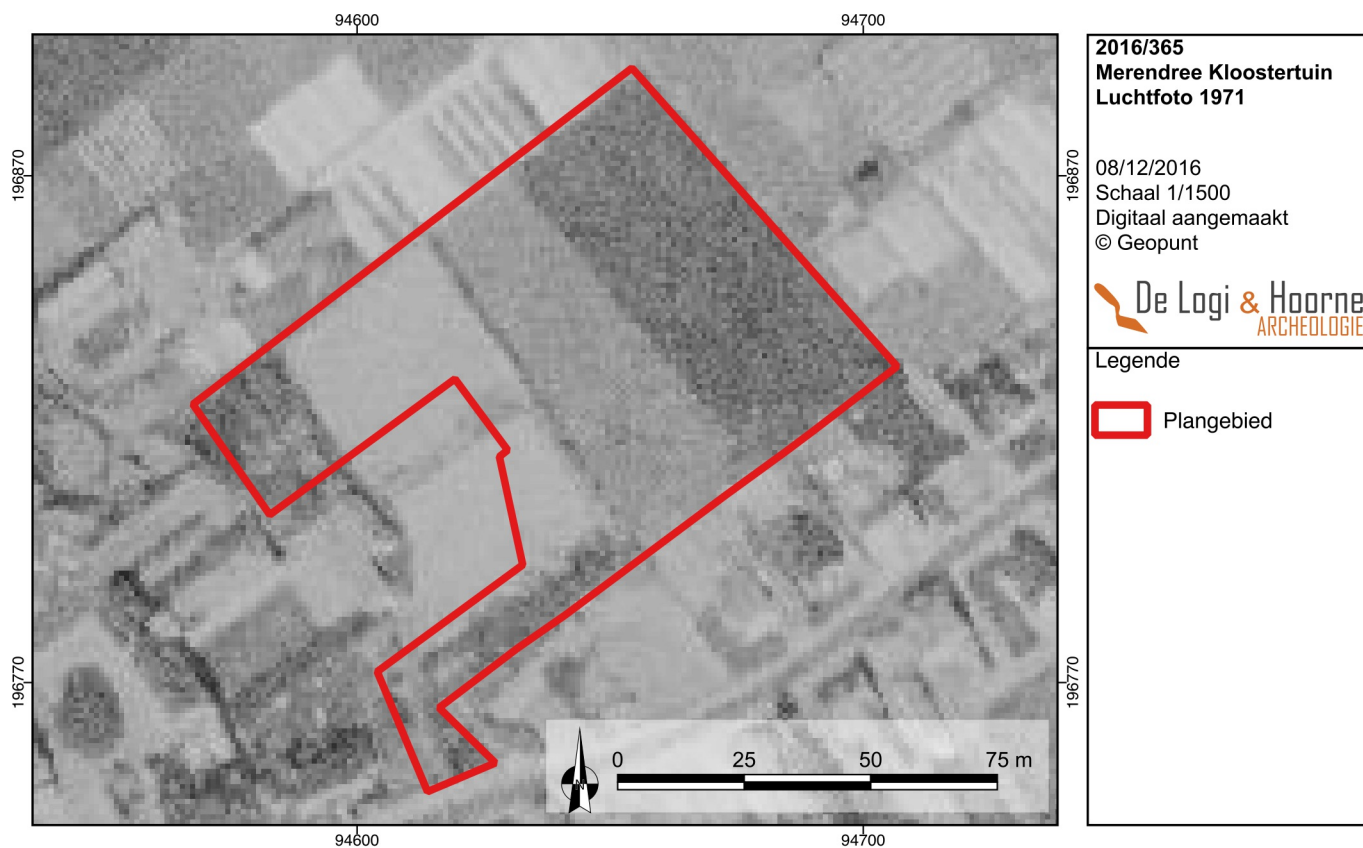 94600
94700
2016/365
Merendree Kloostertuin
Luchtfoto 1971
08/12/2016
Schaal 1/1500
Digitaal aangemaakt
© Geopunt
De Logi & Hoorne
ARCHEOLOGIE
Legende
Plangebied
196870
196870
196770
196770
N
0 25 50 75 m
94600
94700